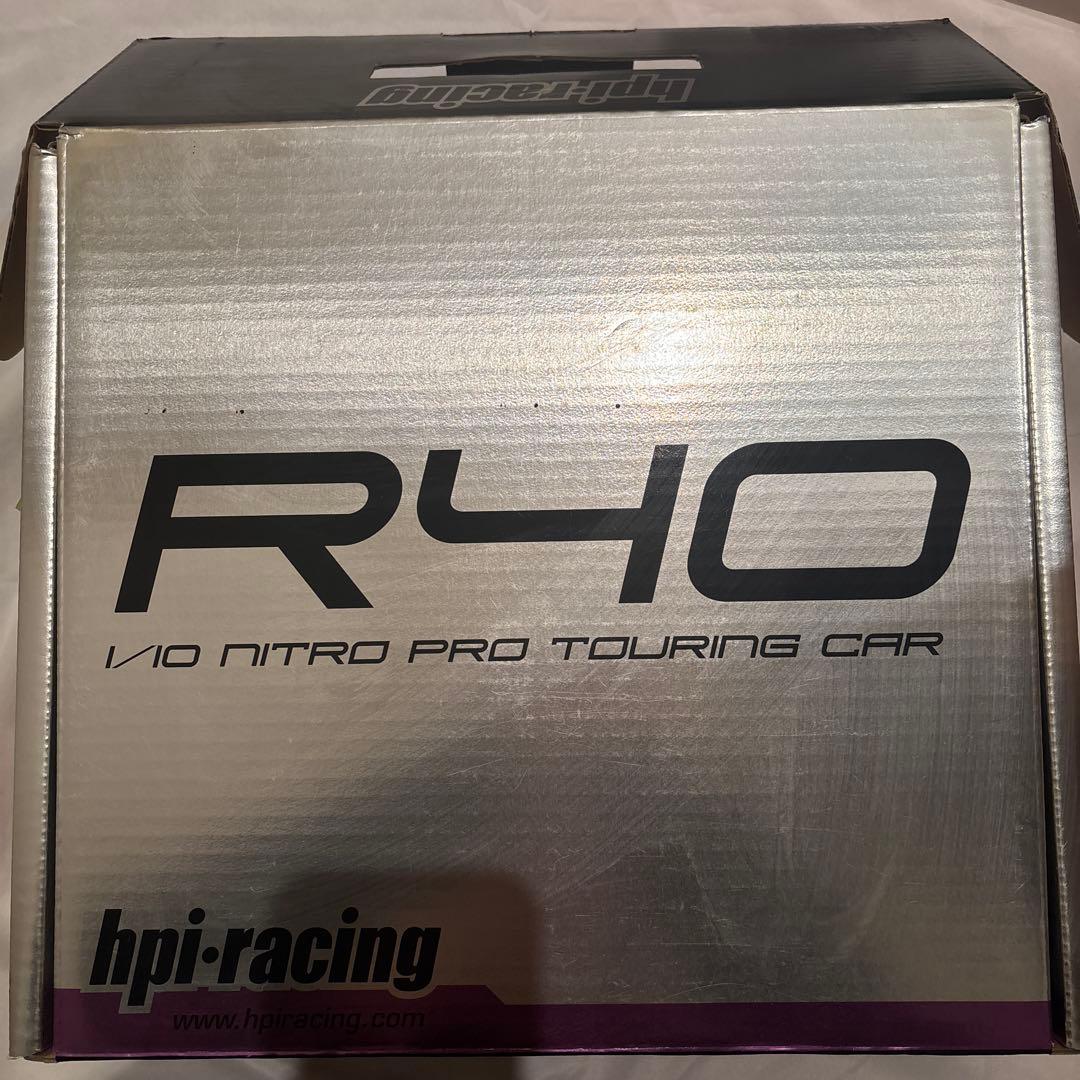 hpi·racing
R40
1/10 NITRO PRO TOURING CAR
hpi·racing
www.hpiracing.com